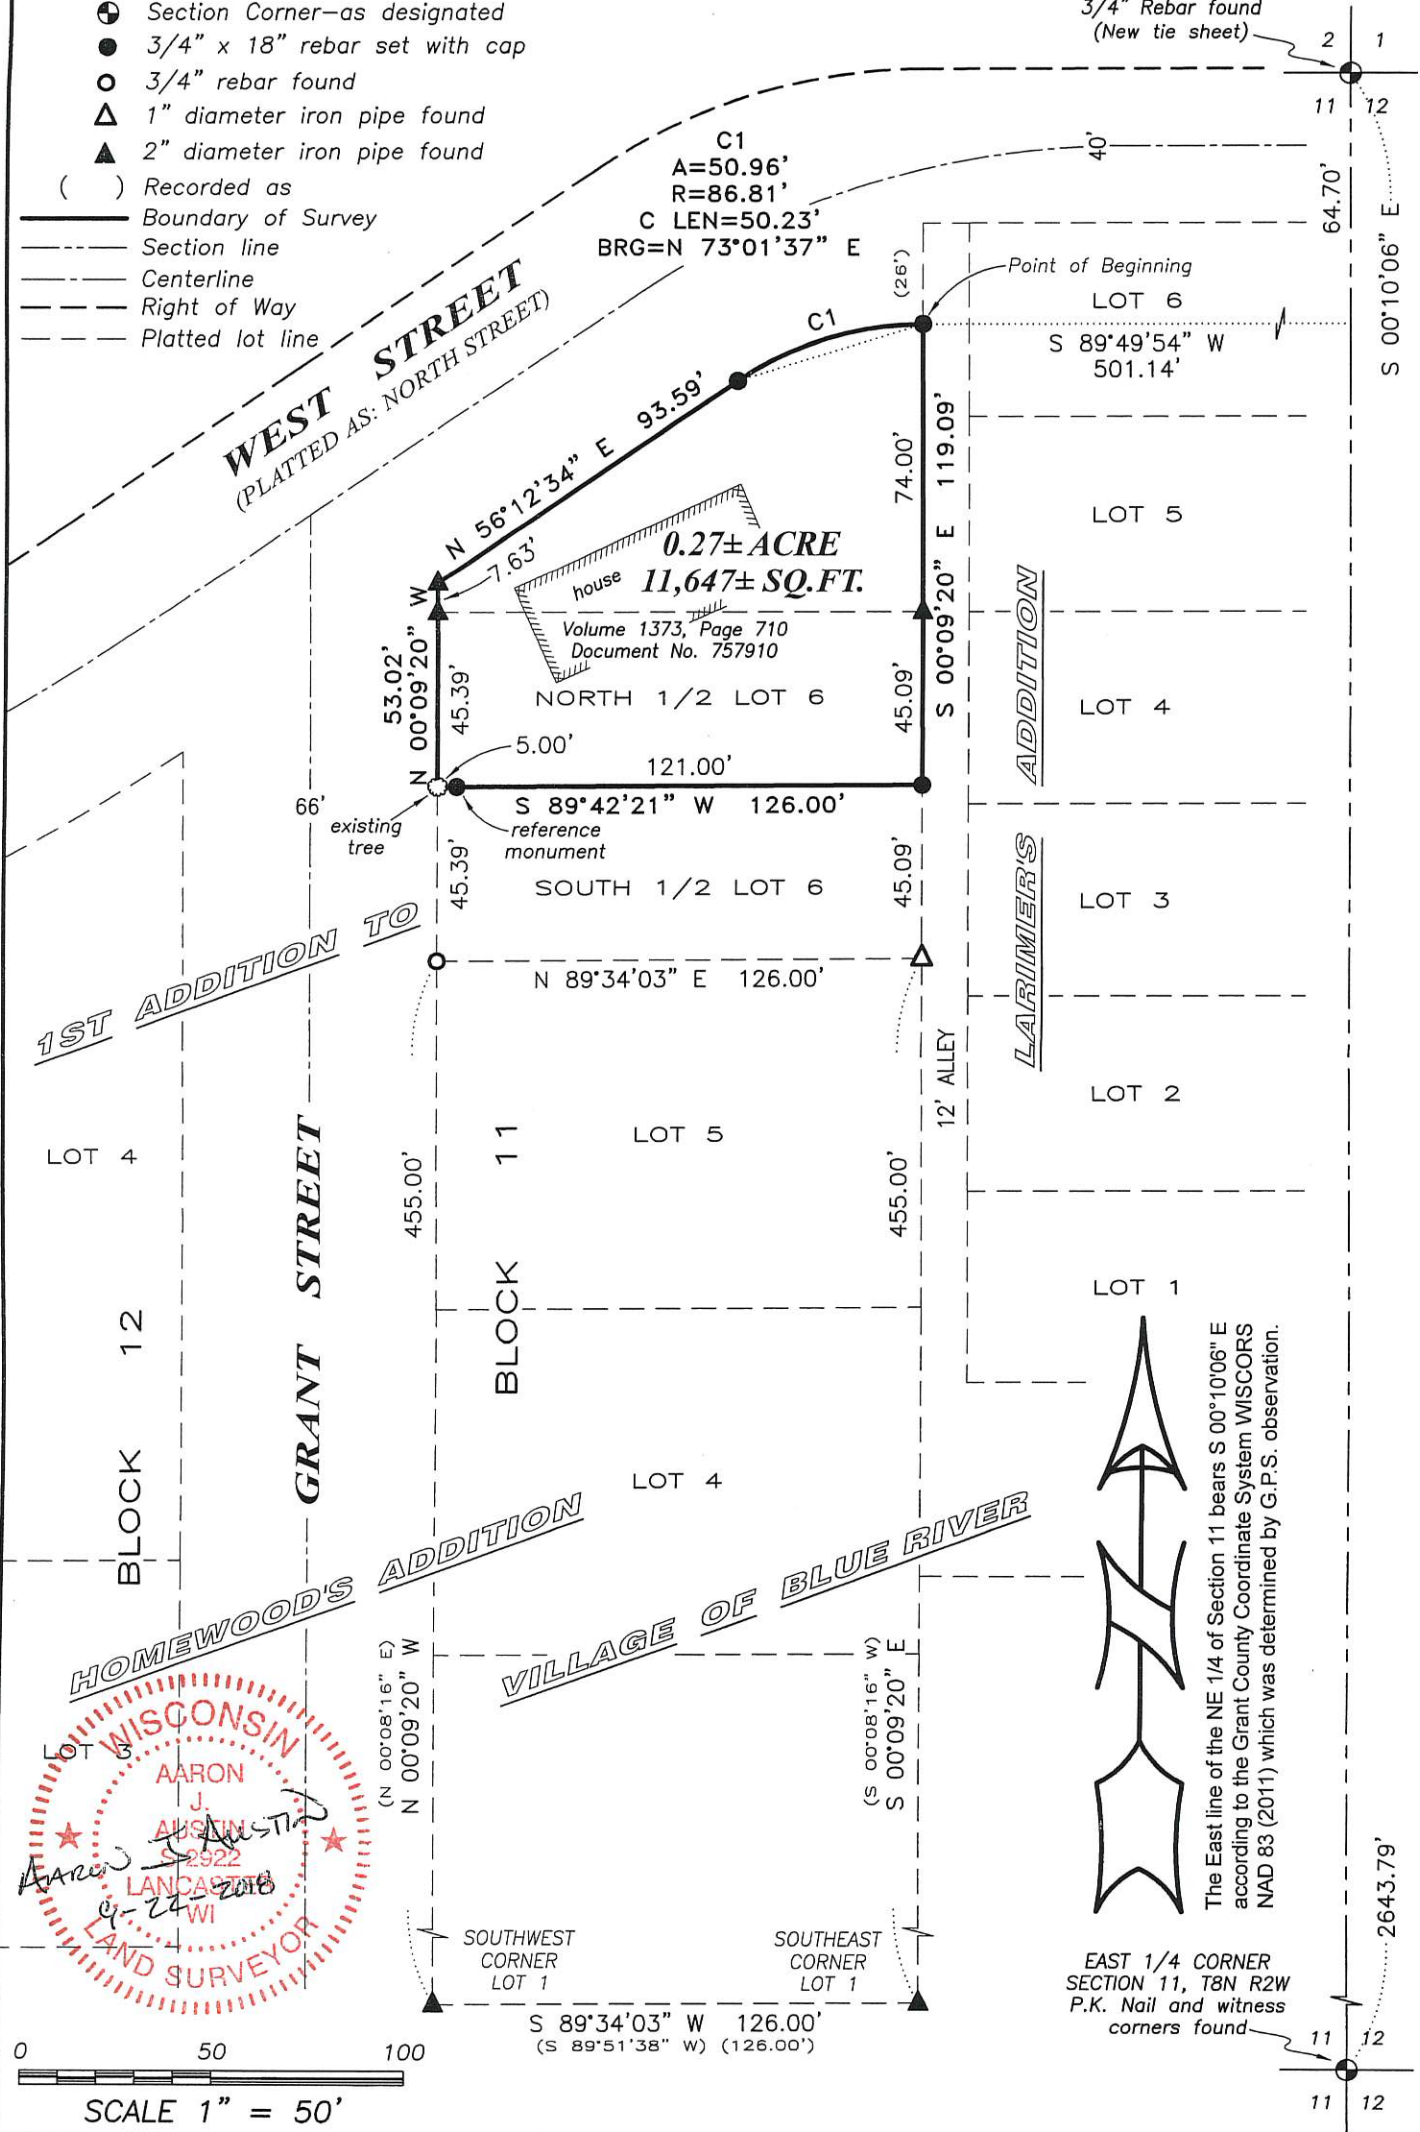 Section Corner–as designated
3/4" x 18" rebar set with cap
3/4" rebar found
1" diameter iron pipe found
2" diameter iron pipe found
( ) Recorded as
Boundary of Survey
Section line
Centerline
Right of Way
Platted lot line
3/4" Rebar found
(New tie sheet)
2 1
11 12
C1
A=50.96'
R=86.81'
C LEN=50.23'
BRG=N 73°01'37" E
40'
64.70'
S 00°10'06" E
WEST STREET
(PLATTED AS: NORTH STREET)
(26')
Point of Beginning
LOT 6
S 89°49'54" W
501.14'
C1
N 56°12'34" E 93.59'
7.63'
house
0.27± ACRE
11,647± SQ.FT.
Volume 1373, Page 710
Document No. 757910
74.00'
S 00°09'20" E 119.09'
LOT 5
53.02'
N 00°09'20" W
45.39'
NORTH 1/2 LOT 6
45.09'
LOT 4
5.00'
121.00'
S 89°42'21" W 126.00'
66'
existing
tree
reference
monument
45.39'
SOUTH 1/2 LOT 6
45.09'
LOT 3
N 89°34'03" E 126.00'
1ST ADDITION TO
LARIMER'S ADDITION
12' ALLEY
LOT 2
LOT 4
GRANT STREET
455.00'
BLOCK 11
LOT 5
455.00'
LOT 1
BLOCK 12
LOT 4
HOMEWOOD'S ADDITION
VILLAGE OF BLUE RIVER
The East line of the NE 1/4 of Section 11 bears S 00°10'06" E
according to the Grant County Coordinate System WISCORS
NAD 83 (2011) which was determined by G.P.S. observation.
(N 00°08'16" E)
N 00°09'20" W
(S 00°08'16" W)
S 00°09'20" E
LOT 3
WISCONSIN
AARON
J.
AUSTIN
S-2922
LANCASTER
WI
LAND SURVEYOR
AARON J AUSTIN
9-22-2018
SOUTHWEST
CORNER
LOT 1
SOUTHEAST
CORNER
LOT 1
S 89°34'03" W 126.00'
(S 89°51'38" W) (126.00')
2643.79'
EAST 1/4 CORNER
SECTION 11, T8N R2W
P.K. Nail and witness
corners found
11 12
11 12
0 50 100
SCALE 1" = 50'